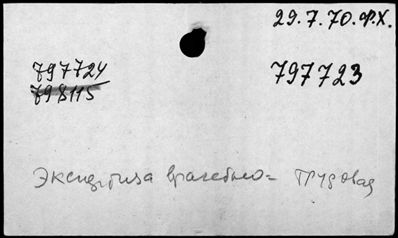 29.7.70.Ф.Х.
797724
798115
797723
Экспертиза врачебно= трудовая